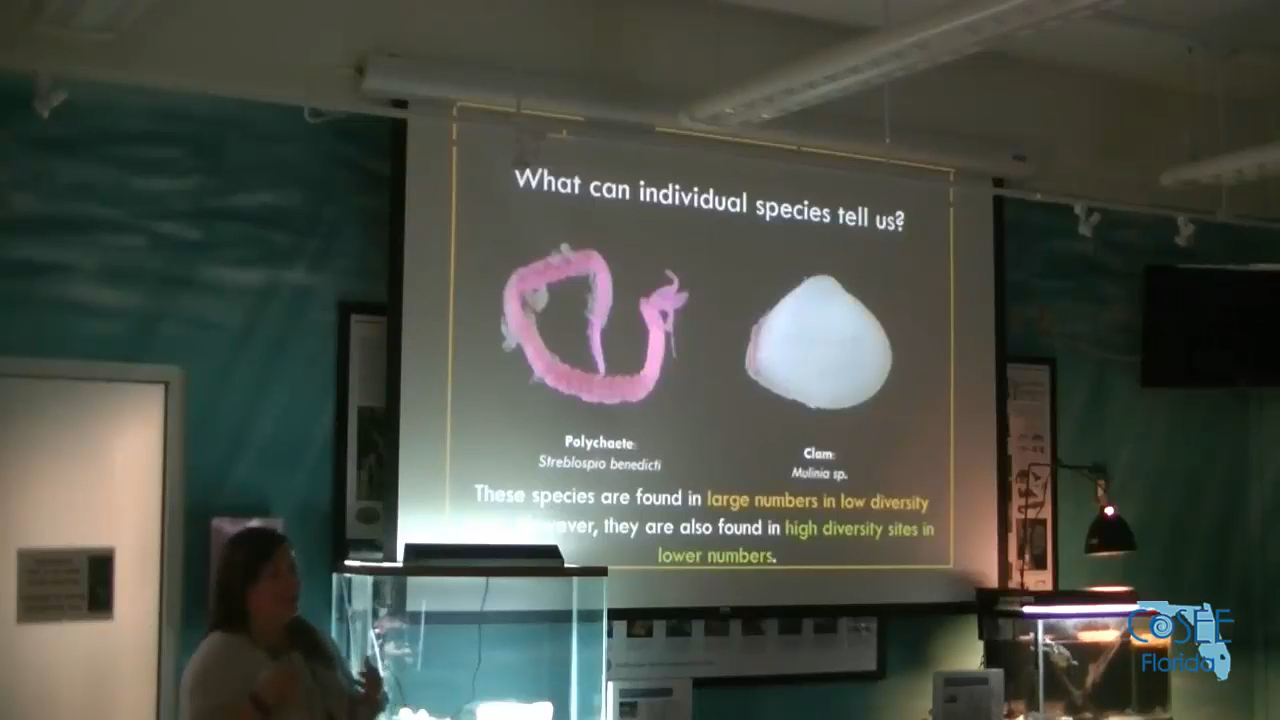 What can individual species tell us?
Polychaete:
Streblospio benedicti
Clam:
Mulinia sp.
These species are found in large numbers in low diversity
they are also found in high diversity sites in
lower numbers.
COSEE
Florida